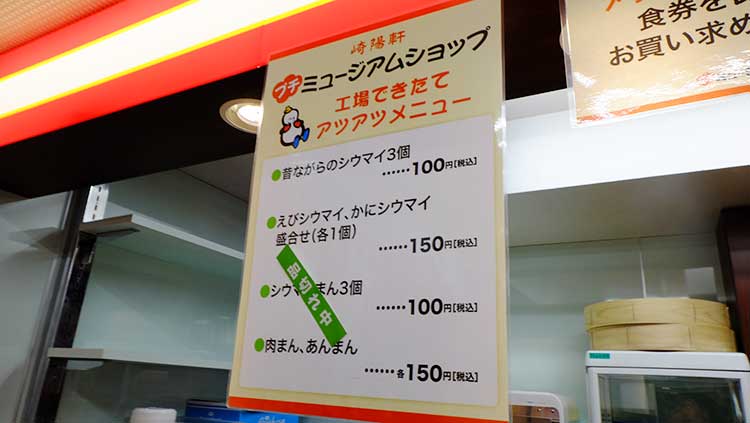 崎陽軒
プチミュージアムショップ
工場できたて
アツアツメニュー
●昔ながらのシウマイ3個
……100円[税込]
●えびシウマイ、かにシウマイ
盛合せ(各1個)
……150円[税込]
品切れ中
●シウマイまん3個
……100円[税込]
●肉まん、あんまん
……各150円[税込]
食券を
お買い求め